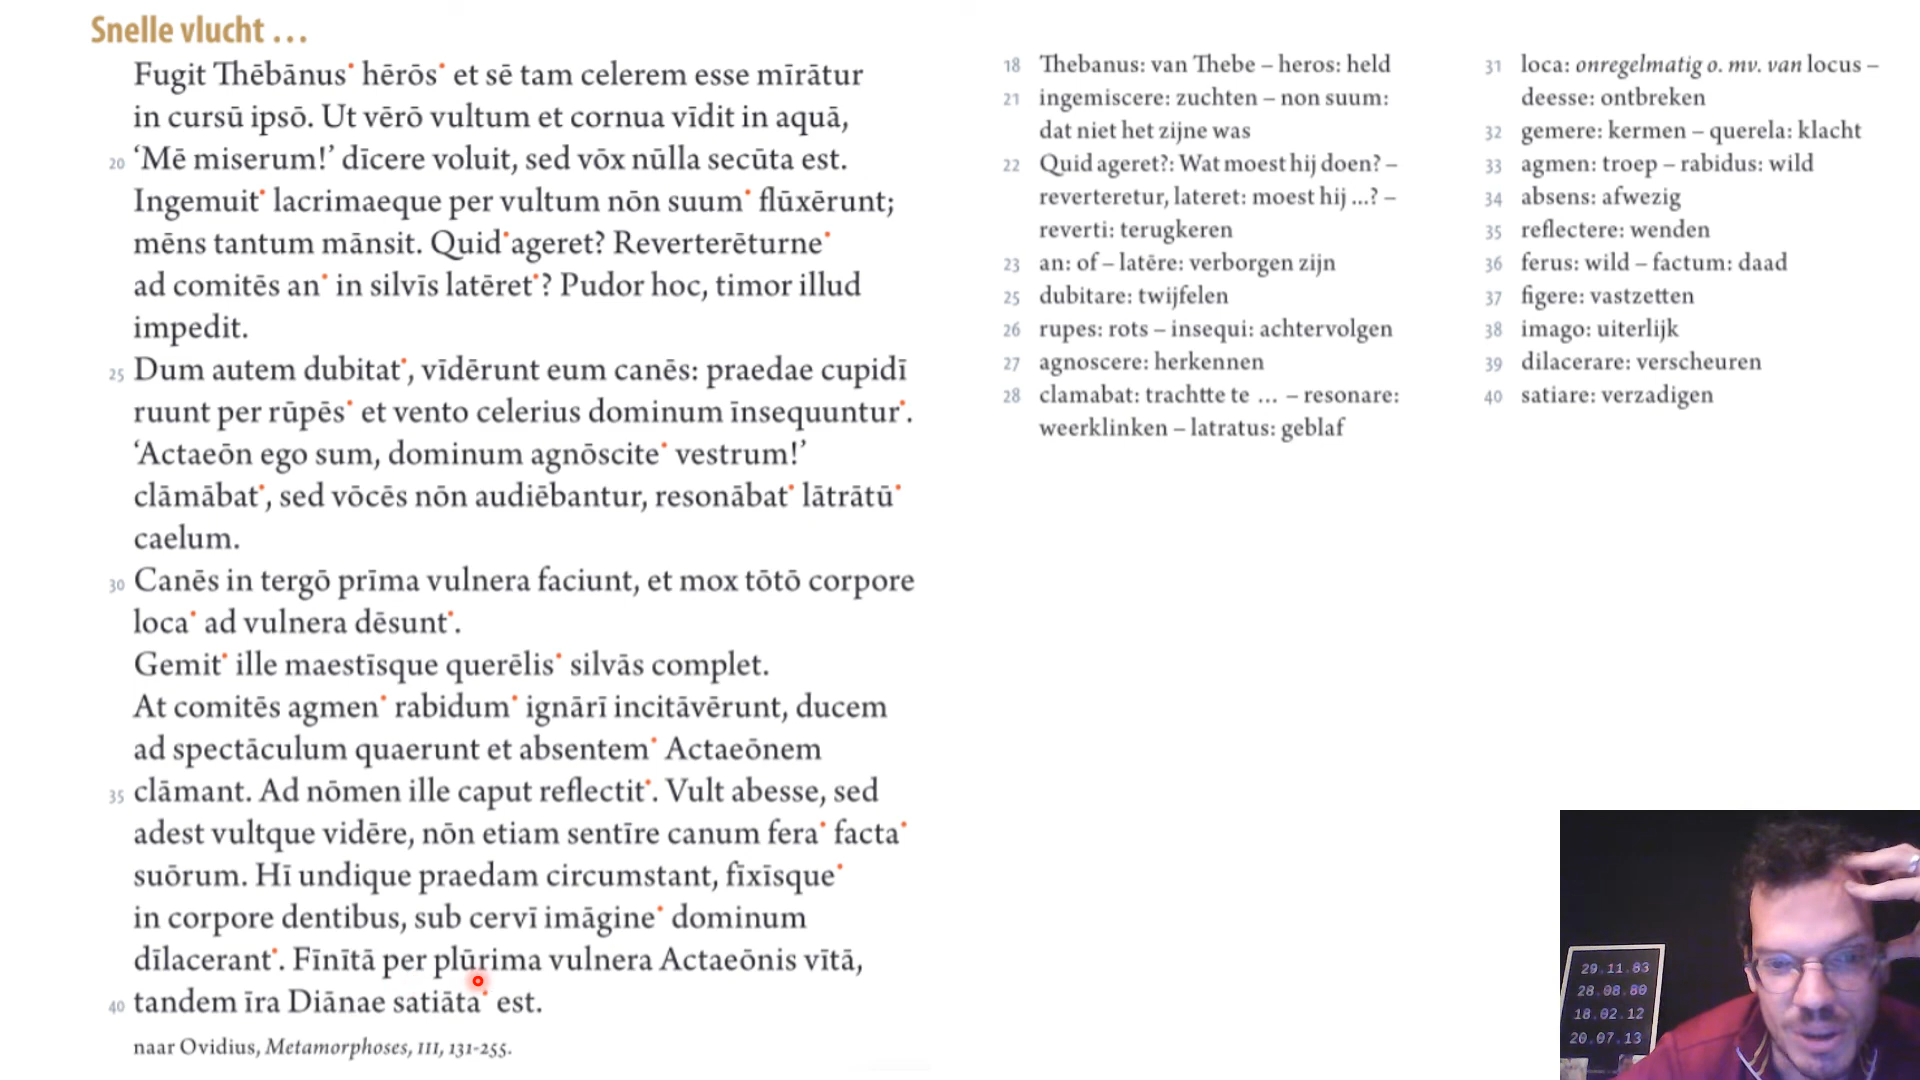 Snelle vlucht …
Fugit Thēbānus• hērōs• et sē tam celerem esse mīrātur
in cursū ipsō. Ut vērō vultum et cornua vīdit in aquā,
20 ‘Mē miserum!’ dīcere voluit, sed vōx nūlla secūta est.
Ingemuit• lacrimaeque per vultum nōn suum• flūxērunt;
mēns tantum mānsit. Quid•ageret? Reverterēturne•
ad comitēs an• in silvīs latēret•? Pudor hoc, timor illud
impedit.
25 Dum autem dubitat•, vīdērunt eum canēs: praedae cupidī
ruunt per rūpēs• et vento celerius dominum īnsequuntur•.
‘Actaeōn ego sum, dominum agnōscite• vestrum!’
clāmābat•, sed vōcēs nōn audiēbantur, resonābat• lātrātū•
caelum.
30 Canēs in tergō prīma vulnera faciunt, et mox tōtō corpore
loca• ad vulnera dēsunt•.
Gemit• ille maestīsque querēlis• silvās complet.
At comitēs agmen• rabidum• ignārī incitāvērunt, ducem
ad spectāculum quaerunt et absentem• Actaeōnem
35 clāmant. Ad nōmen ille caput reflectit•. Vult abesse, sed
adest vultque vidēre, nōn etiam sentīre canum fera• facta•
suōrum. Hī undique praedam circumstant, fīxīsque•
in corpore dentibus, sub cervī imāgine• dominum
dīlacerant•. Fīnītā per plūrima vulnera Actaeōnis vītā,
40 tandem īra Diānae satiāta• est.
naar Ovidius, Metamorphoses, III, 131-255.
18 Thebanus: van Thebe – heros: held
21 ingemiscere: zuchten – non suum:
dat niet het zijne was
22 Quid ageret?: Wat moest hij doen? –
reverteretur, lateret: moest hij ...? –
reverti: terugkeren
23 an: of – latēre: verborgen zijn
25 dubitare: twijfelen
26 rupes: rots – insequi: achtervolgen
27 agnoscere: herkennen
28 clamabat: trachtte te … – resonare:
weerklinken – latratus: geblaf
31 loca: onregelmatig o. mv. van locus –
deesse: ontbreken
32 gemere: kermen – querela: klacht
33 agmen: troep – rabidus: wild
34 absens: afwezig
35 reflectere: wenden
36 ferus: wild – factum: daad
37 figere: vastzetten
38 imago: uiterlijk
39 dilacerare: verscheuren
40 satiare: verzadigen
29.11.83
28.08.80
18.02.12
20.07.13